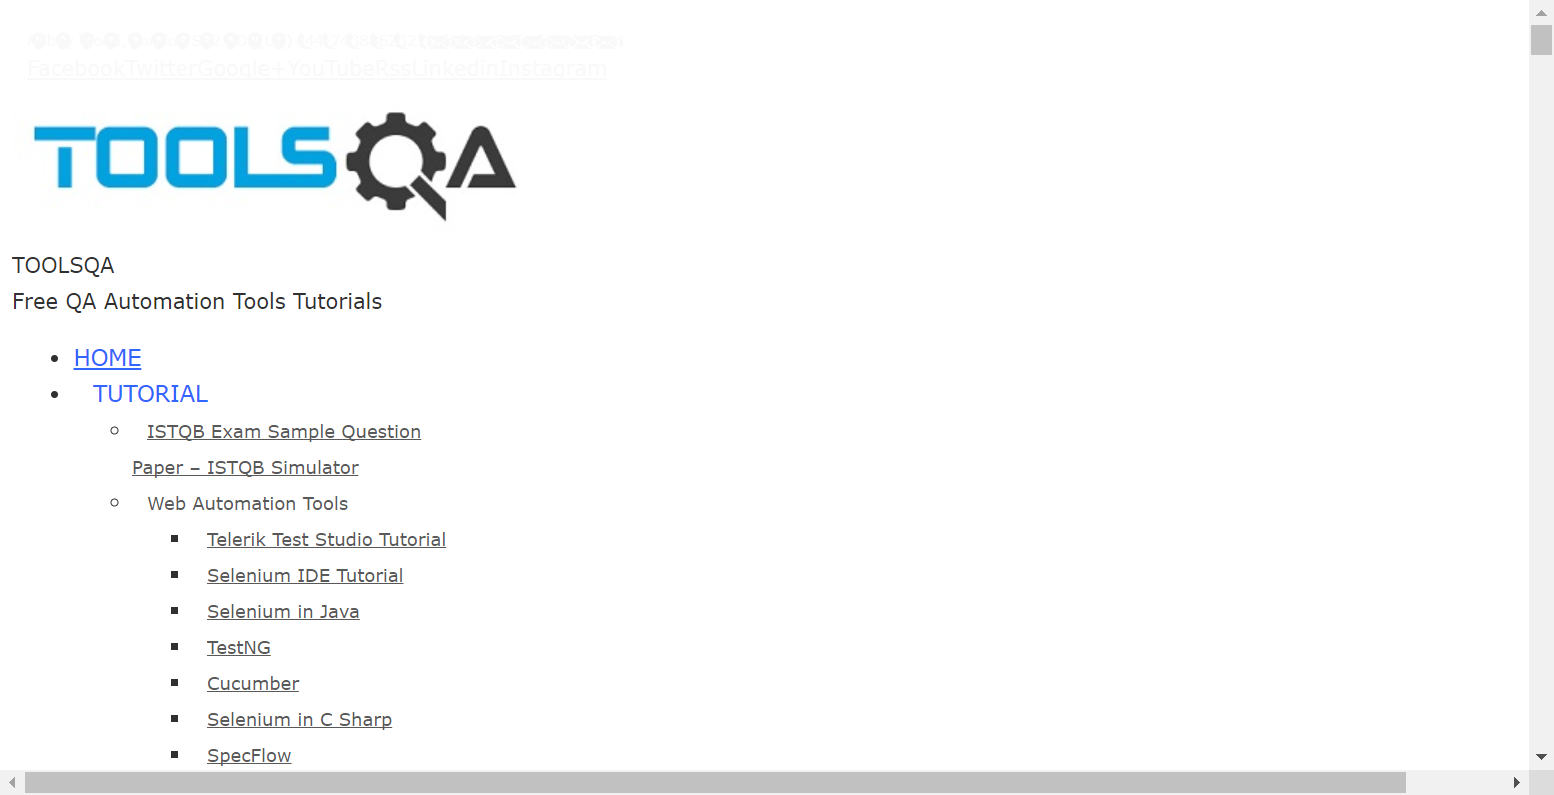 FacebookTwitterGoogle+YouTubeRssLinkedinInstagram
TOOLSQA
TOOLSQA
Free QA Automation Tools Tutorials
HOME
TUTORIAL
ISTQB Exam Sample Question
Paper – ISTQB Simulator
Web Automation Tools
Telerik Test Studio Tutorial
Selenium IDE Tutorial
Selenium in Java
TestNG
Cucumber
Selenium in C Sharp
SpecFlow